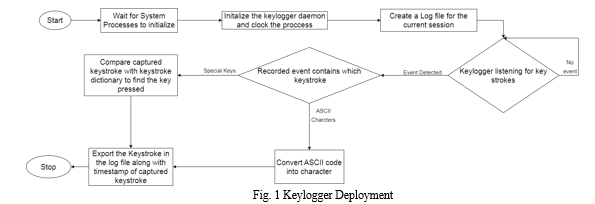 Start
Wait for System
Processes to initialize
Initalize the keylogger daemon
and clock the proccess
Create a Log file for the
current session
Keylogger listening for key
strokes
No
event
Event Detected
Recorded event contains which
keystroke
Special Keys
Compare captured
keystroke with keystroke
dictionary to find the key
pressed
ASCII
Charcters
Convert ASCII code
into character
Export the Keystroke in
the log file along with
timestamp of captured
keystroke
Stop
Fig. 1 Keylogger Deployment